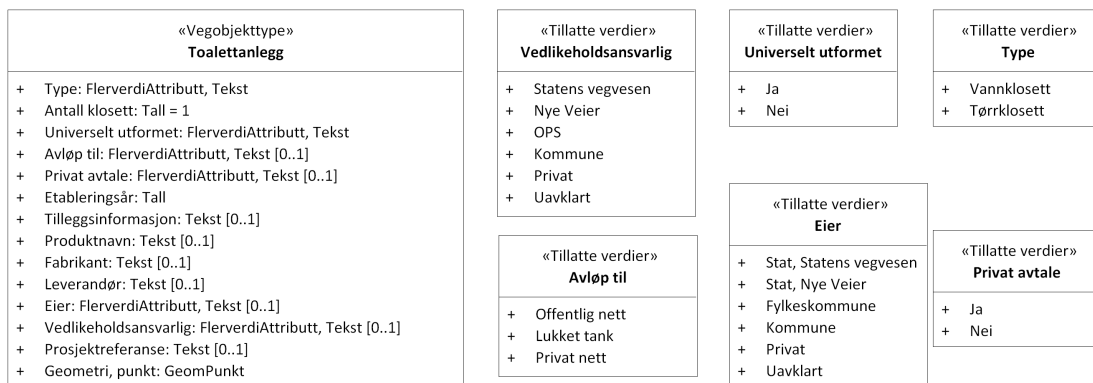 «Vegobjekttype»
Toalettanlegg
+ Type: FlerverdiAttributt, Tekst
+ Antall klosett: Tall = 1
+ Universelt utformet: FlerverdiAttributt, Tekst
+ Avløp til: FlerverdiAttributt, Tekst [0..1]
+ Privat avtale: FlerverdiAttributt, Tekst [0..1]
+ Etableringsår: Tall
+ Tilleggsinformasjon: Tekst [0..1]
+ Produktnavn: Tekst [0..1]
+ Fabrikant: Tekst [0..1]
+ Leverandør: Tekst [0..1]
+ Eier: FlerverdiAttributt, Tekst [0..1]
+ Vedlikeholdsansvarlig: FlerverdiAttributt, Tekst [0..1]
+ Prosjektreferanse: Tekst [0..1]
+ Geometri, punkt: GeomPunkt
«Tillatte verdier»
Vedlikeholdsansvarlig
+ Statens vegvesen
+ Nye Veier
+ OPS
+ Kommune
+ Privat
+ Uavklart
«Tillatte verdier»
Avløp til
+ Offentlig nett
+ Lukket tank
+ Privat nett
«Tillatte verdier»
Universelt utformet
+ Ja
+ Nei
«Tillatte verdier»
Eier
+ Stat, Statens vegvesen
+ Stat, Nye Veier
+ Fylkeskommune
+ Kommune
+ Privat
+ Uavklart
«Tillatte verdier»
Type
+ Vannklosett
+ Tørrklosett
«Tillatte verdier»
Privat avtale
+ Ja
+ Nei